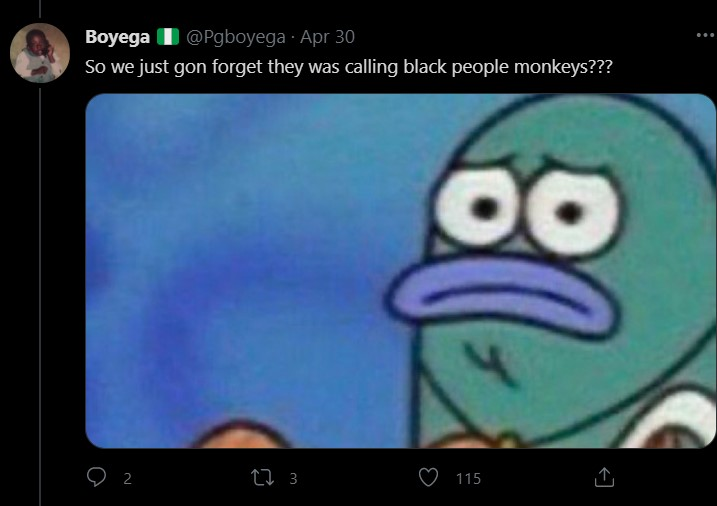 Boyega 🇳🇬 @Pgboyega · Apr 30
So we just gon forget they was calling black people monkeys???
2 3 115